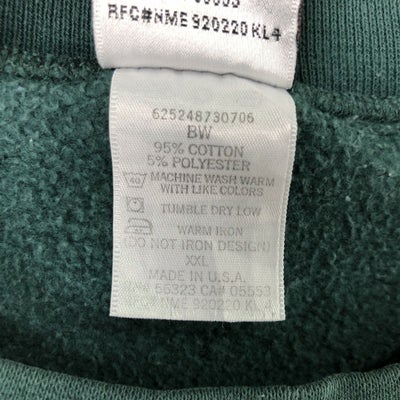 RFC#NME 920220 KL4
625248730706
BW
95% COTTON
5% POLYESTER
40 MACHINE WASH WARM
WITH LIKE COLORS
TUMBLE DRY LOW
WARM IRON
(DO NOT IRON DESIGN)
XXL
MADE IN U.S.A.
RN# 55323 CA# 05553
RFC#NME 920220 KL4